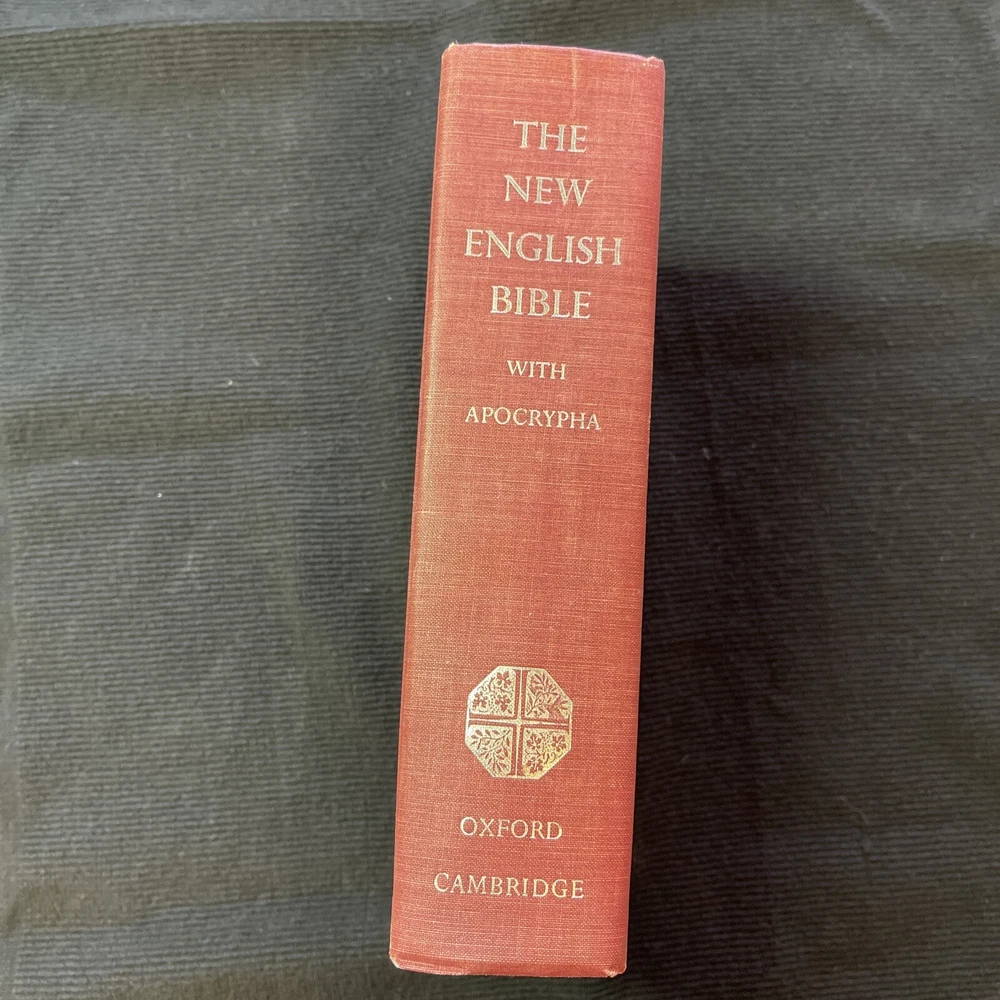 THE
NEW
ENGLISH
BIBLE
WITH
APOCRYPHA
OXFORD
CAMBRIDGE